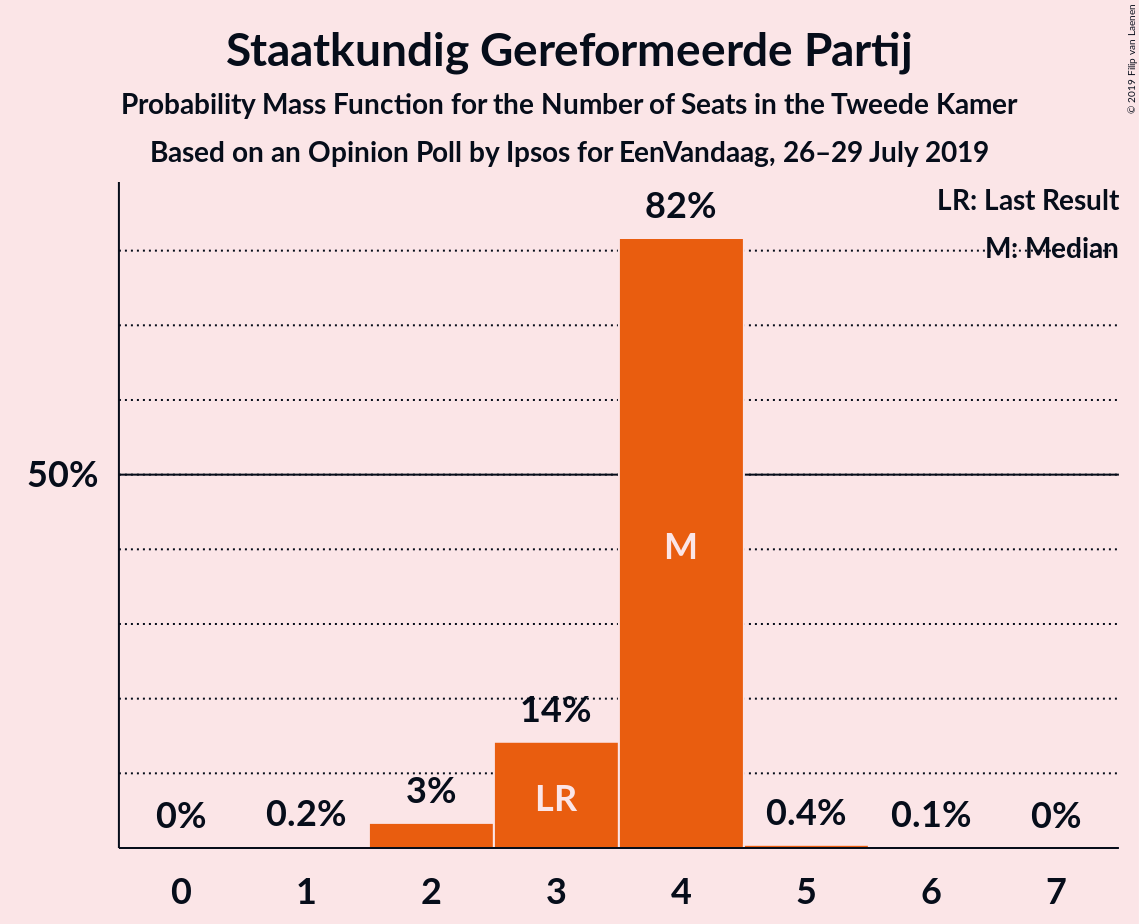 Staatkundig Gereformeerde Partij
Probability Mass Function for the Number of Seats in the Tweede Kamer
Based on an Opinion Poll by Ipsos for EenVandaag, 26–29 July 2019
© 2019 Filip van Laenen
LR: Last Result
M: Median
82%
50%
M
14%
3%
LR
0%
0.2%
0.4%
0.1%
0%
0 1 2 3 4 5 6 7